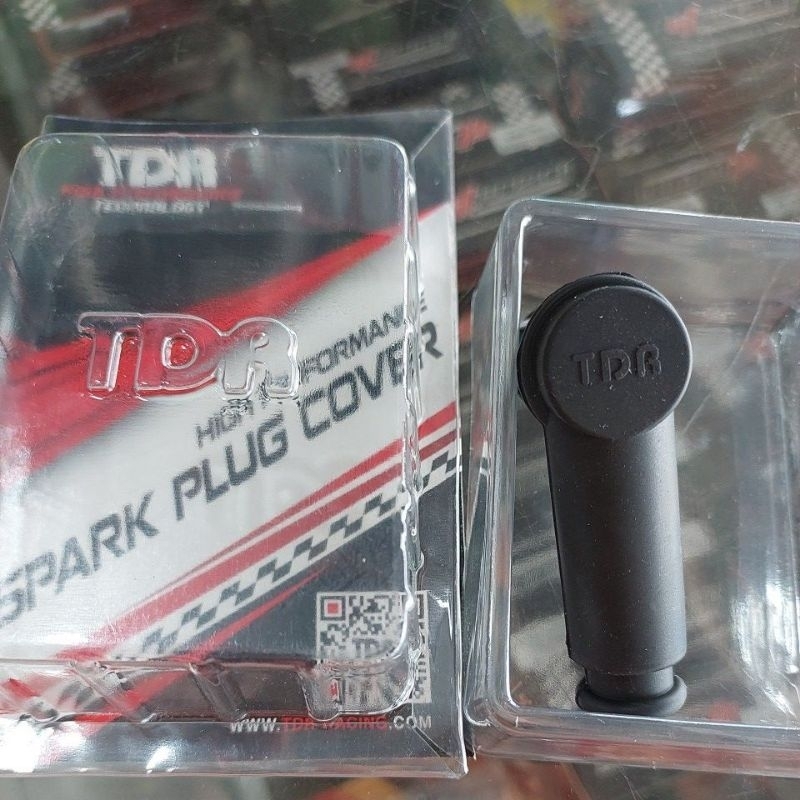 TDR
TECHNOLOGY
TDR
HIGH PERFORMANCE
SPARK PLUG COVER
WWW.TDR-RACING.COM
TDR